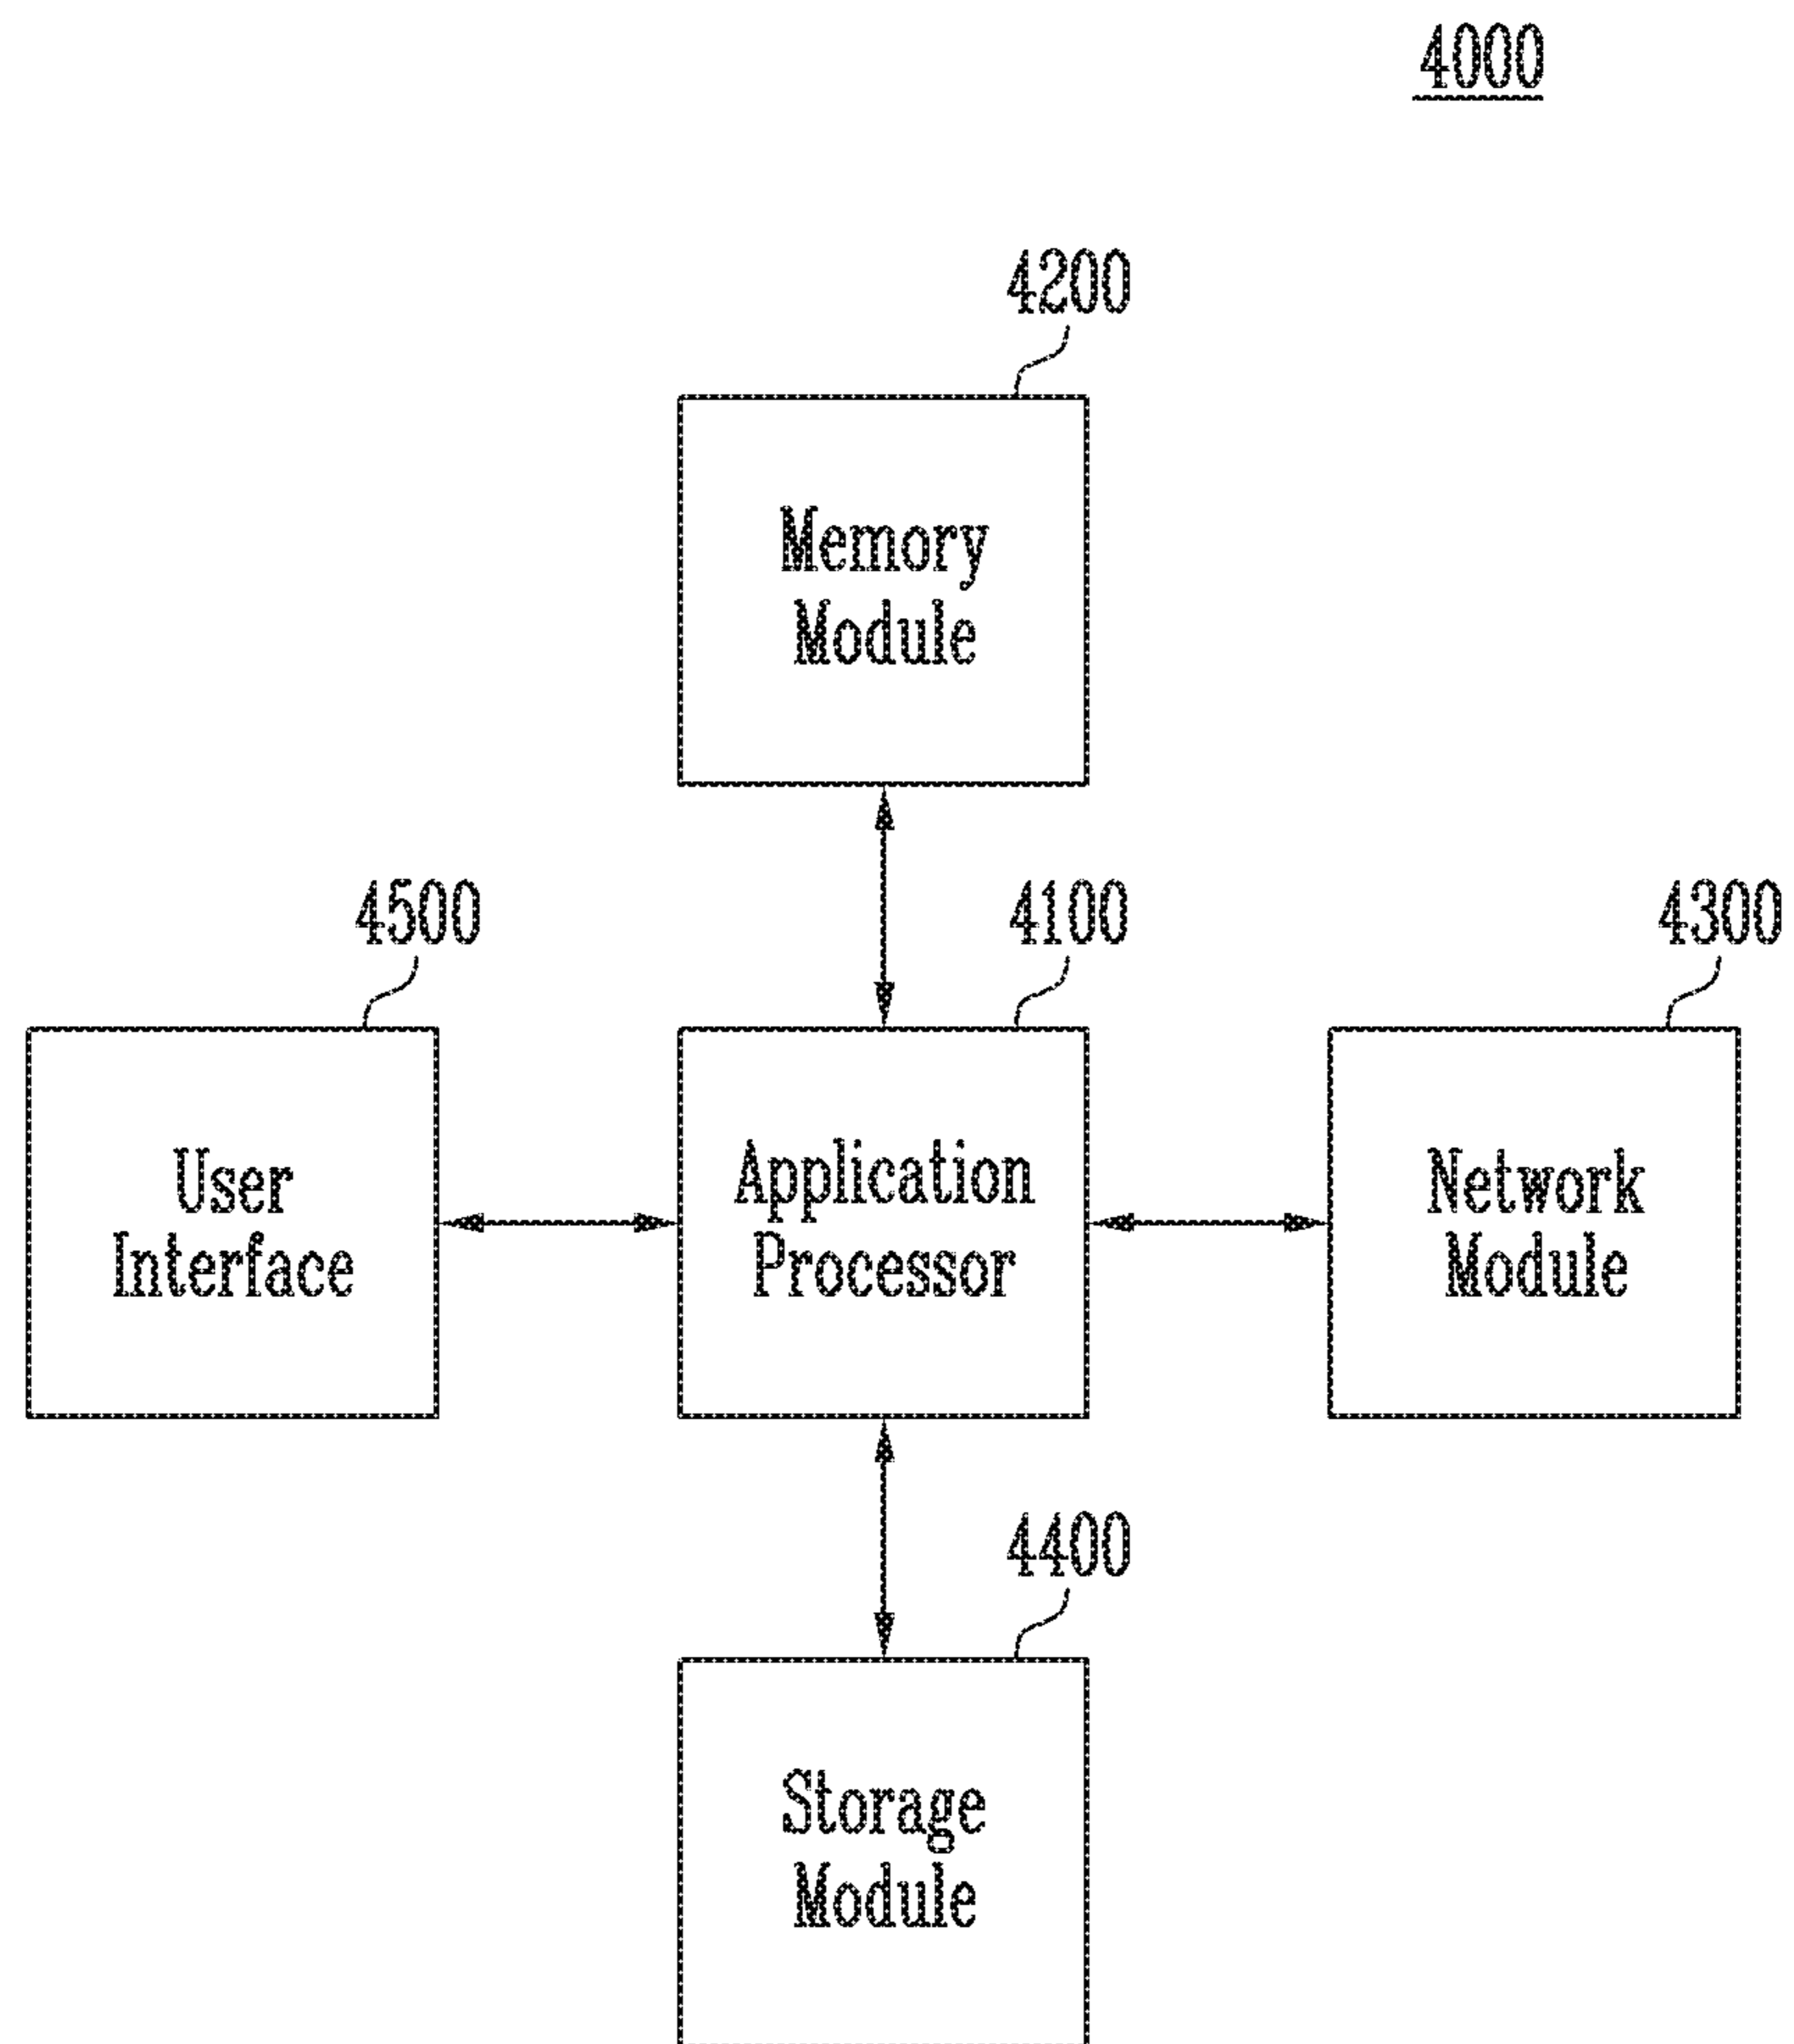 4000
4200
Memory
Module
4500
4100
4300
User
Interface
Application
Processor
Network
Module
4400
Storage
Module